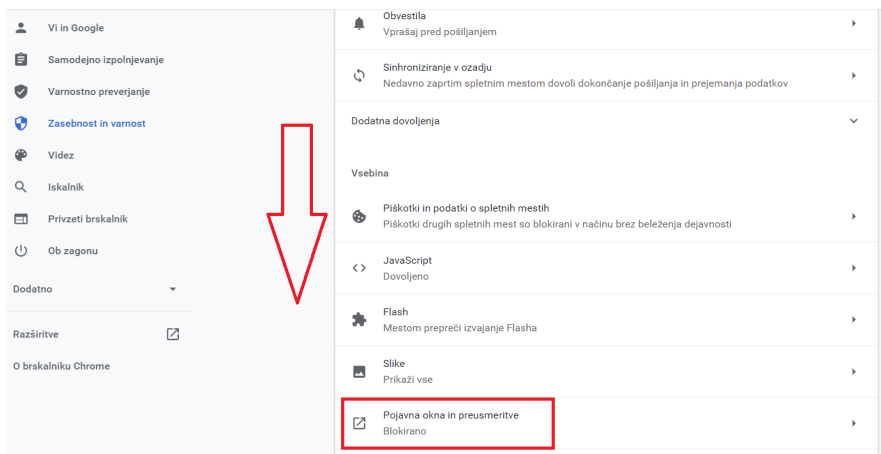 Vi in Google
Samodejno izpolnjevanje
Varnostno preverjanje
Zasebnost in varnost
Videz
Iskalnik
Privzeti brskalnik
Ob zagonu
Dodatno
Razširitve
O brskalniku Chrome
Obvestila
Vprašaj pred pošiljanjem
Sinhroniziranje v ozadju
Nedavno zaprtim spletnim mestom dovoli dokončanje pošiljanja in prejemanja podatkov
Dodatna dovoljenja
Vsebina
Piškotki in podatki o spletnih mestih
Piškotki drugih spletnih mest so blokirani v načinu brez beleženja dejavnosti
JavaScript
Dovoljeno
Flash
Mestom prepreči izvajanje Flasha
Slike
Prikaži vse
Pojavna okna in preusmeritve
Blokirano